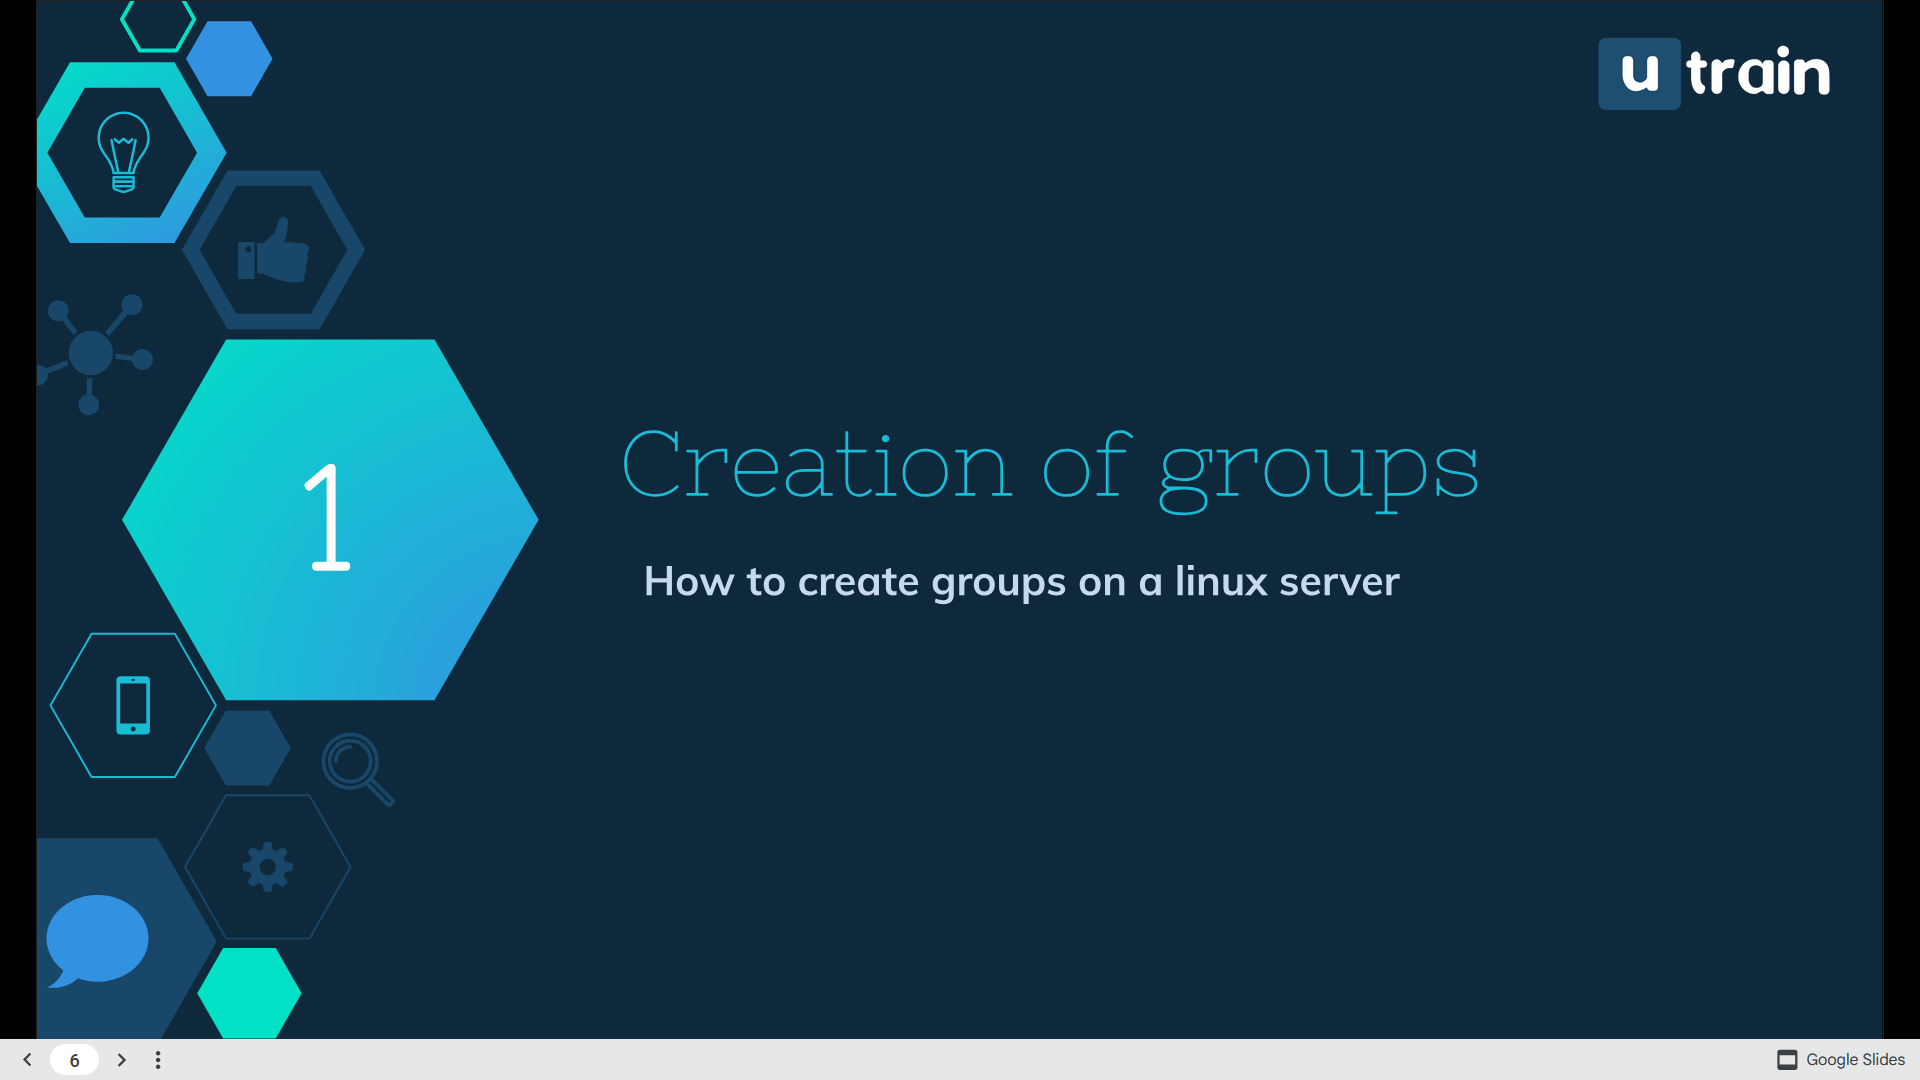 u train
1
Creation of groups
How to create groups on a linux server
6
Google Slides